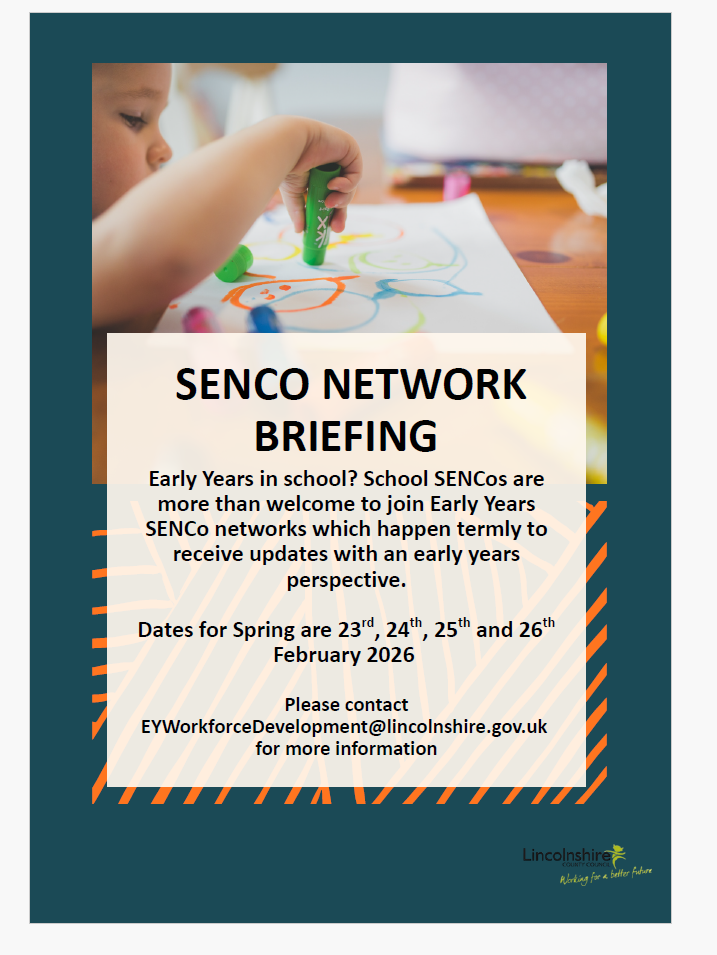 SENCO NETWORK
BRIEFING
Early Years in school? School SENCos are
more than welcome to join Early Years
SENCo networks which happen termly to
receive updates with an early years
perspective.
Dates for Spring are 23rd, 24th, 25th and 26th
February 2026
Please contact
EYWorkforceDevelopment@lincolnshire.gov.uk
for more information
Lincolnshire
COUNTY COUNCIL
Working for a better future